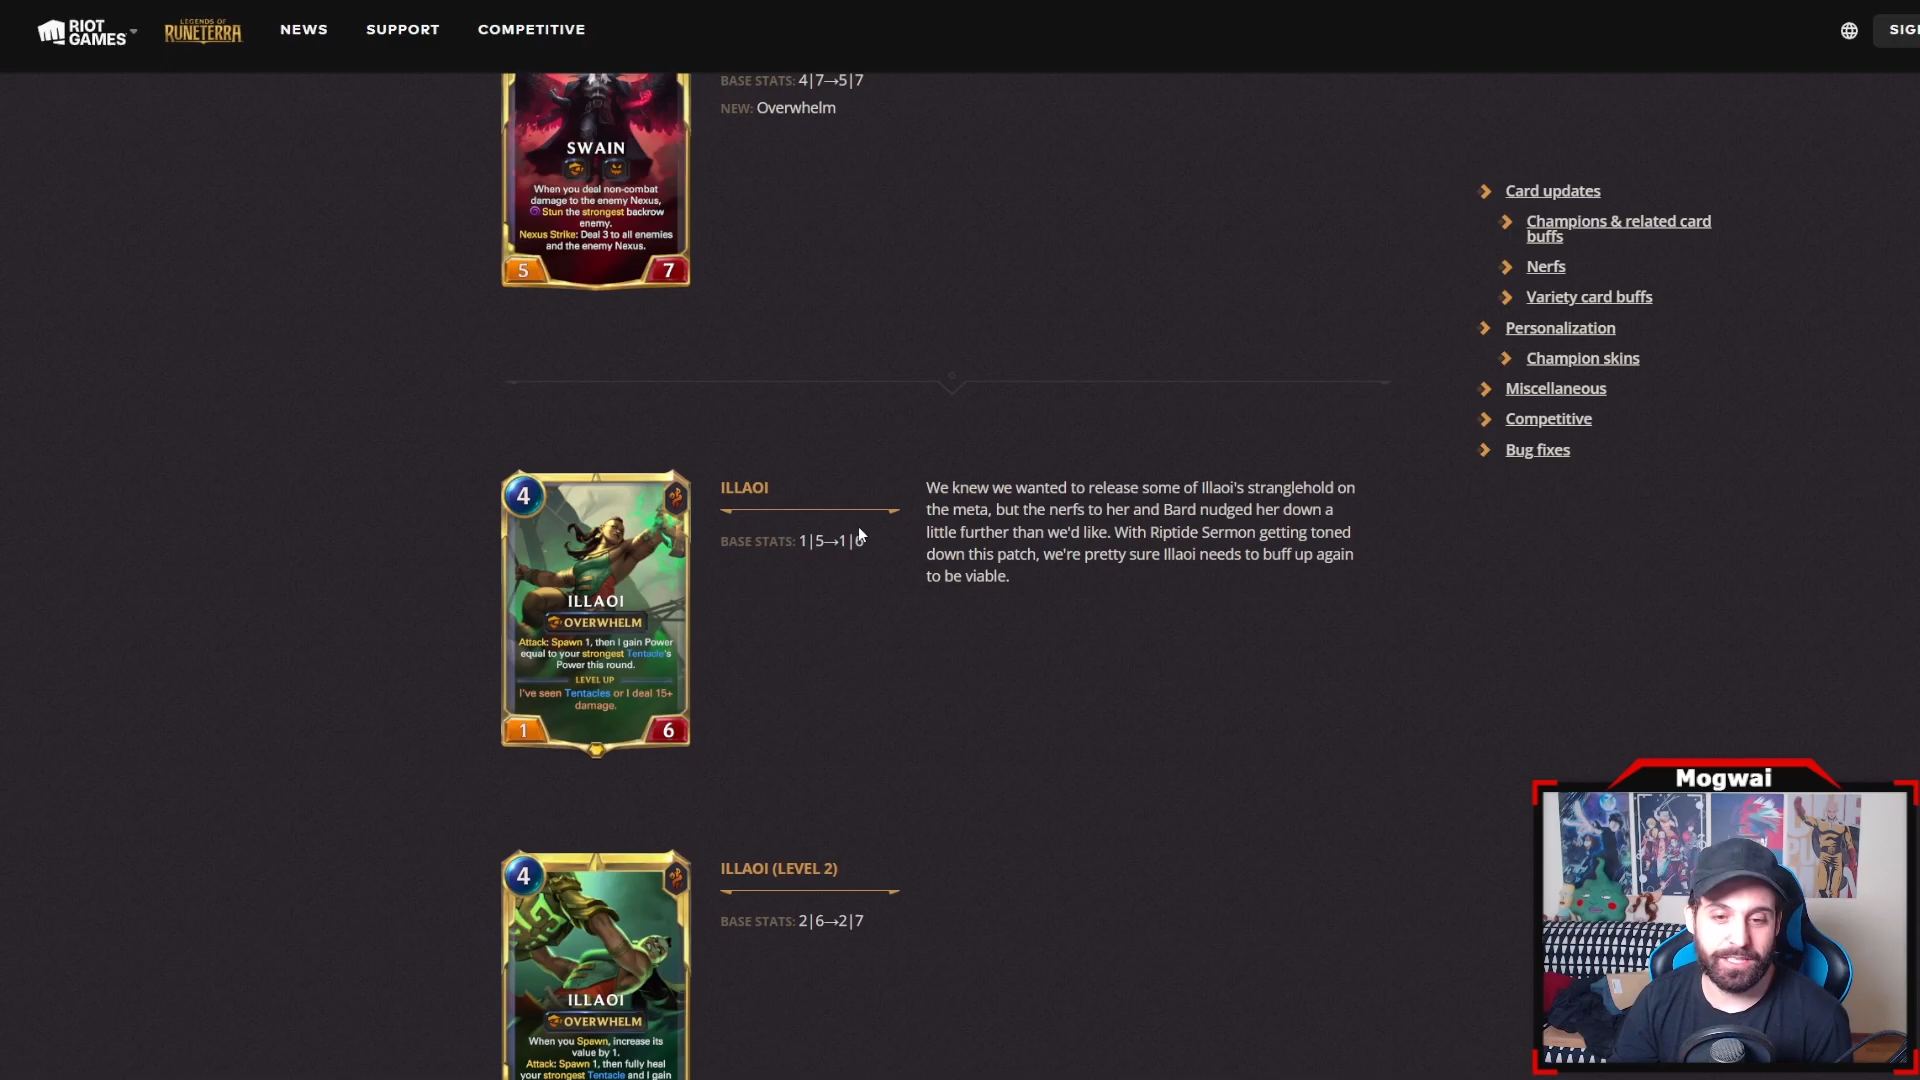 RIOT GAMES
LEGENDS OF RUNETERRA
NEWS
SUPPORT
COMPETITIVE
BASE STATS: 4|7→5|7
NEW: Overwhelm
SWAIN
When you deal non-combat
damage to the enemy Nexus,
Stun the strongest backrow
enemy.
Nexus Strike: Deal 3 to all enemies
and the enemy Nexus.
5
7
Card updates
Champions & related card
buffs
Nerfs
Variety card buffs
Personalization
Champion skins
Miscellaneous
Competitive
Bug fixes
4
ILLAOI
OVERWHELM
Attack: Spawn 1, then I gain Power
equal to your strongest Tentacle's
Power this round.
LEVEL UP
I've seen Tentacles or I deal 15+
damage.
1
6
ILLAOI
BASE STATS: 1|5→1|6
We knew we wanted to release some of Illaoi's stranglehold on
the meta, but the nerfs to her and Bard nudged her down a
little further than we'd like. With Riptide Sermon getting toned
down this patch, we're pretty sure Illaoi needs to buff up again
to be viable.
4
ILLAOI
OVERWHELM
When you Spawn, increase its
value by 1.
Attack: Spawn 1, then fully heal
your strongest Tentacle and I gain
ILLAOI (LEVEL 2)
BASE STATS: 2|6→2|7
Mogwai